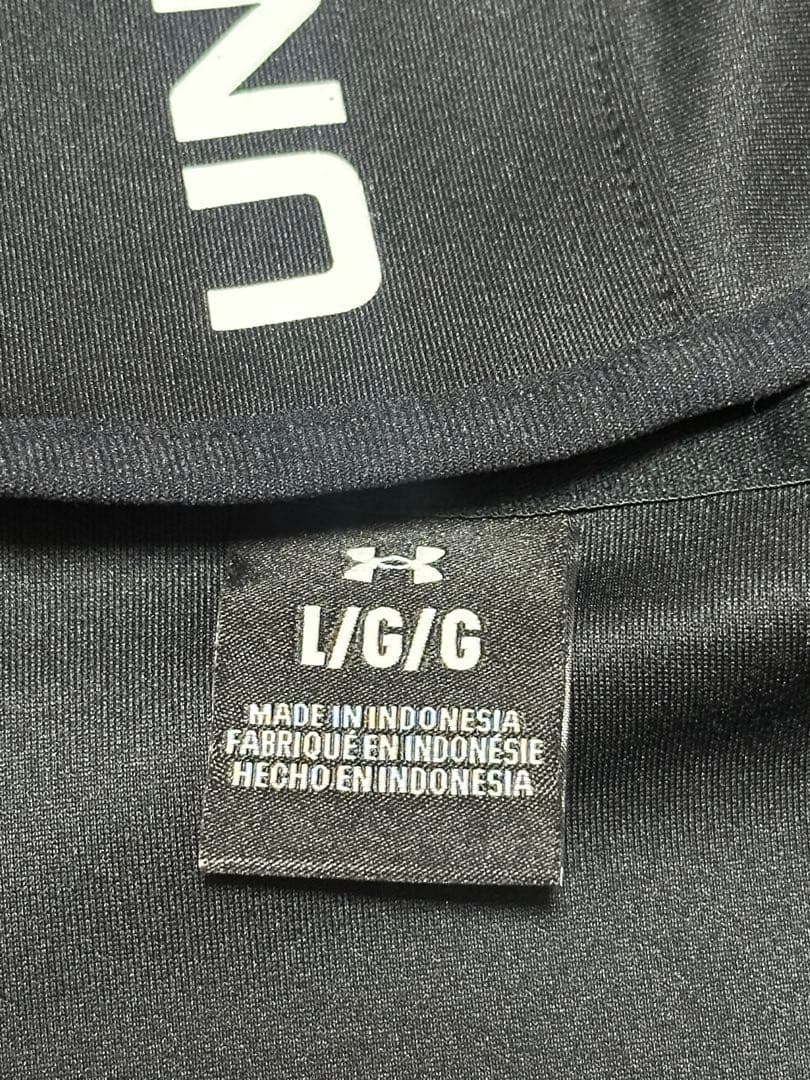 UN
L/G/G
MADE IN INDONESIA
FABRIQUÉ EN INDONÉSIE
HECHO EN INDONESIA